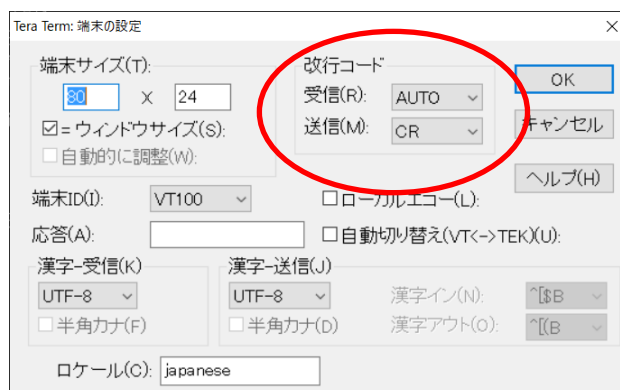 Tera Term: 端末の設定
端末サイズ(T):
80 X 24
☑=ウィンドウサイズ(S):
□自動的に調整(W):
改行コード
受信(R): AUTO
送信(M): CR
OK
キャンセル
ヘルプ(H)
端末ID(I): VT100
□ローカルエコー(L):
応答(A):
□自動切り替え(VT<->TEK)(U):
漢字-受信(K)
UTF-8
□半角カナ(F)
漢字-送信(J)
UTF-8
□半角カナ(D)
漢字イン(N): ^[$B
漢字アウト(O): ^[(B
ロケール(C): japanese